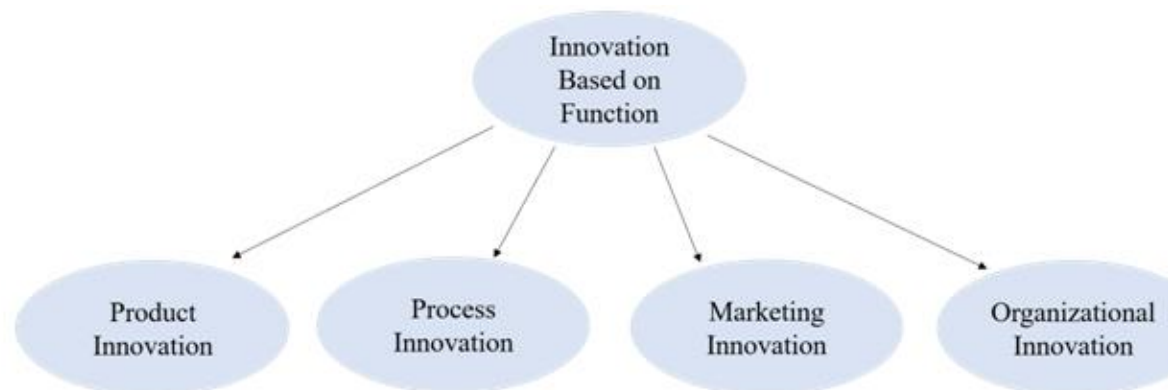 Innovation
Based on
Function
Product
Innovation
Process
Innovation
Marketing
Innovation
Organizational
Innovation